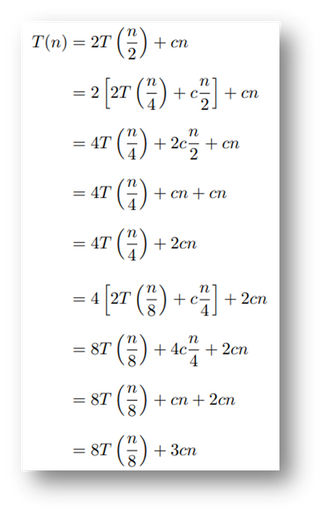 T(n) = 2T (n/2) + cn
= 2 [2T (n/4) + c n/2] + cn
= 4T (n/4) + 2c n/2 + cn
= 4T (n/4) + cn + cn
= 4T (n/4) + 2cn
= 4 [2T (n/8) + c n/4] + 2cn
= 8T (n/8) + 4c n/4 + 2cn
= 8T (n/8) + cn + 2cn
= 8T (n/8) + 3cn